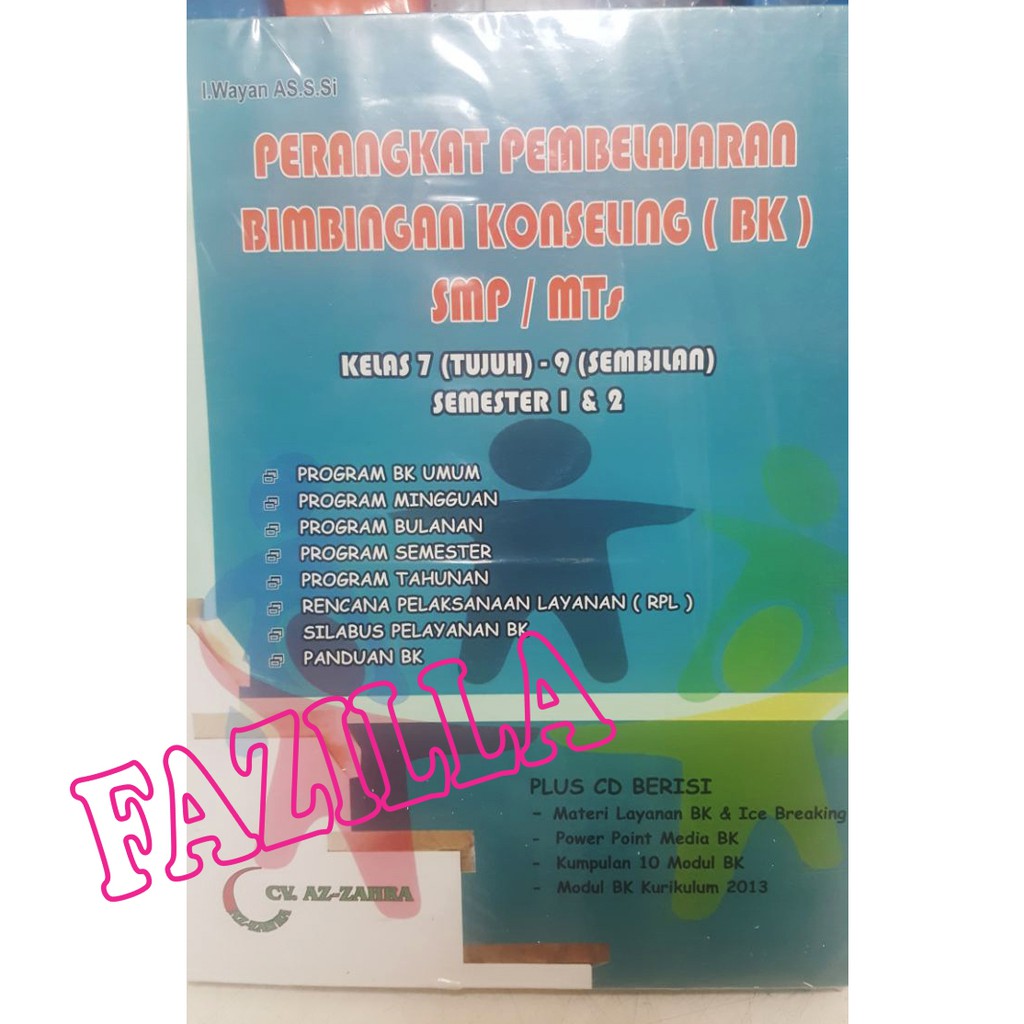 I.Wayan AS.S.Si
PERANGKAT PEMBELAJARAN
BIMBINGAN KONSELING ( BK )
SMP / MTs
KELAS 7 (TUJUH) - 9 (SEMBILAN)
SEMESTER 1 & 2
PROGRAM BK UMUM
PROGRAM MINGGUAN
PROGRAM BULANAN
PROGRAM SEMESTER
PROGRAM TAHUNAN
RENCANA PELAKSANAAN LAYANAN ( RPL )
SILABUS PELAYANAN BK
PANDUAN BK
FAZILLA
PLUS CD BERISI
- Materi Layanan BK & Ice Breaking
- Power Point Media BK
- Kumpulan 10 Modul BK
- Modul BK Kurikulum 2013
CV. AZ-ZAHRA
AZ-ZAHRA